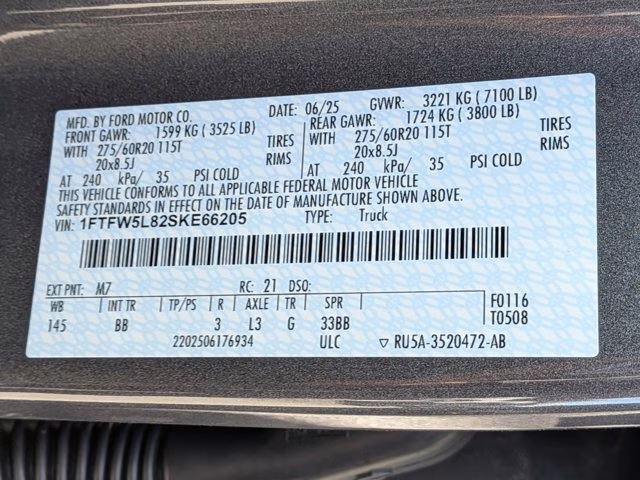 MFD. BY FORD MOTOR CO. DATE: 06/25 GVWR: 3221 KG ( 7100 LB)
FRONT GAWR: 1599 KG ( 3525 LB) REAR GAWR: 1724 KG ( 3800 LB)
WITH 275/60R20 115T TIRES WITH 275/60R20 115T TIRES
20x8.5J RIMS 20x8.5J RIMS
AT 240 kPa/ 35 PSI COLD AT 240 kPa/ 35 PSI COLD
THIS VEHICLE CONFORMS TO ALL APPLICABLE FEDERAL MOTOR VEHICLE
SAFETY STANDARDS IN EFFECT ON THE DATE OF MANUFACTURE SHOWN ABOVE.
VIN: 1FTFW5L82SKE66205 TYPE: Truck
EXT PNT: M7 RC: 21 DSO:
WB INT TR TP/PS R AXLE TR SPR F0116
145 BB 3 L3 G 33BB T0508
2202506176934 ULC ▽ RU5A-3520472-AB